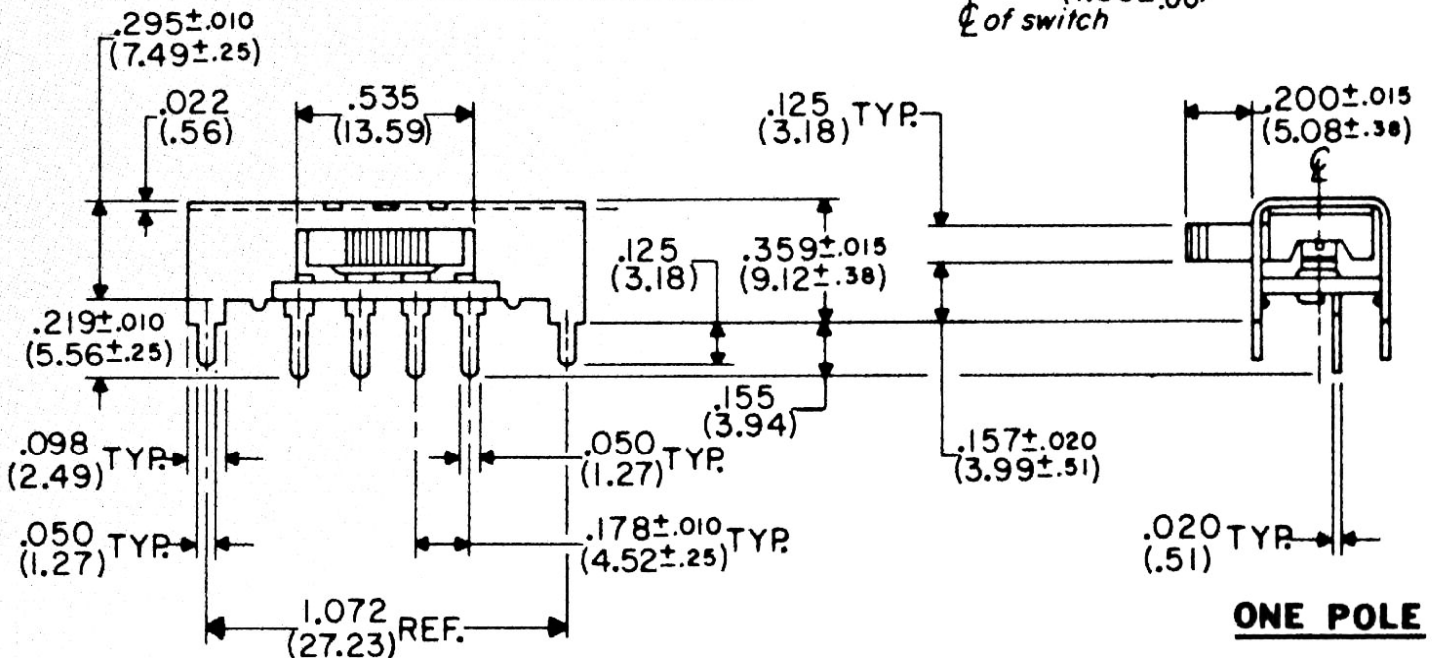 .295±.010
(7.49±.25)
℄ of switch
.022
(.56)
.535
(13.59)
.125 TYP.
(3.18)
.200±.015
(5.08±.38)
℄
.125
(3.18)
.359±.015
(9.12±.38)
.219±.010
(5.56±.25)
.155
(3.94)
.098 TYP.
(2.49)
.050 TYP.
(1.27)
.157±.020
(3.99±.51)
.050 TYP.
(1.27)
.178±.010 TYP.
(4.52±.25)
.020 TYP.
(.51)
1.072 REF.
(27.23)
ONE POLE